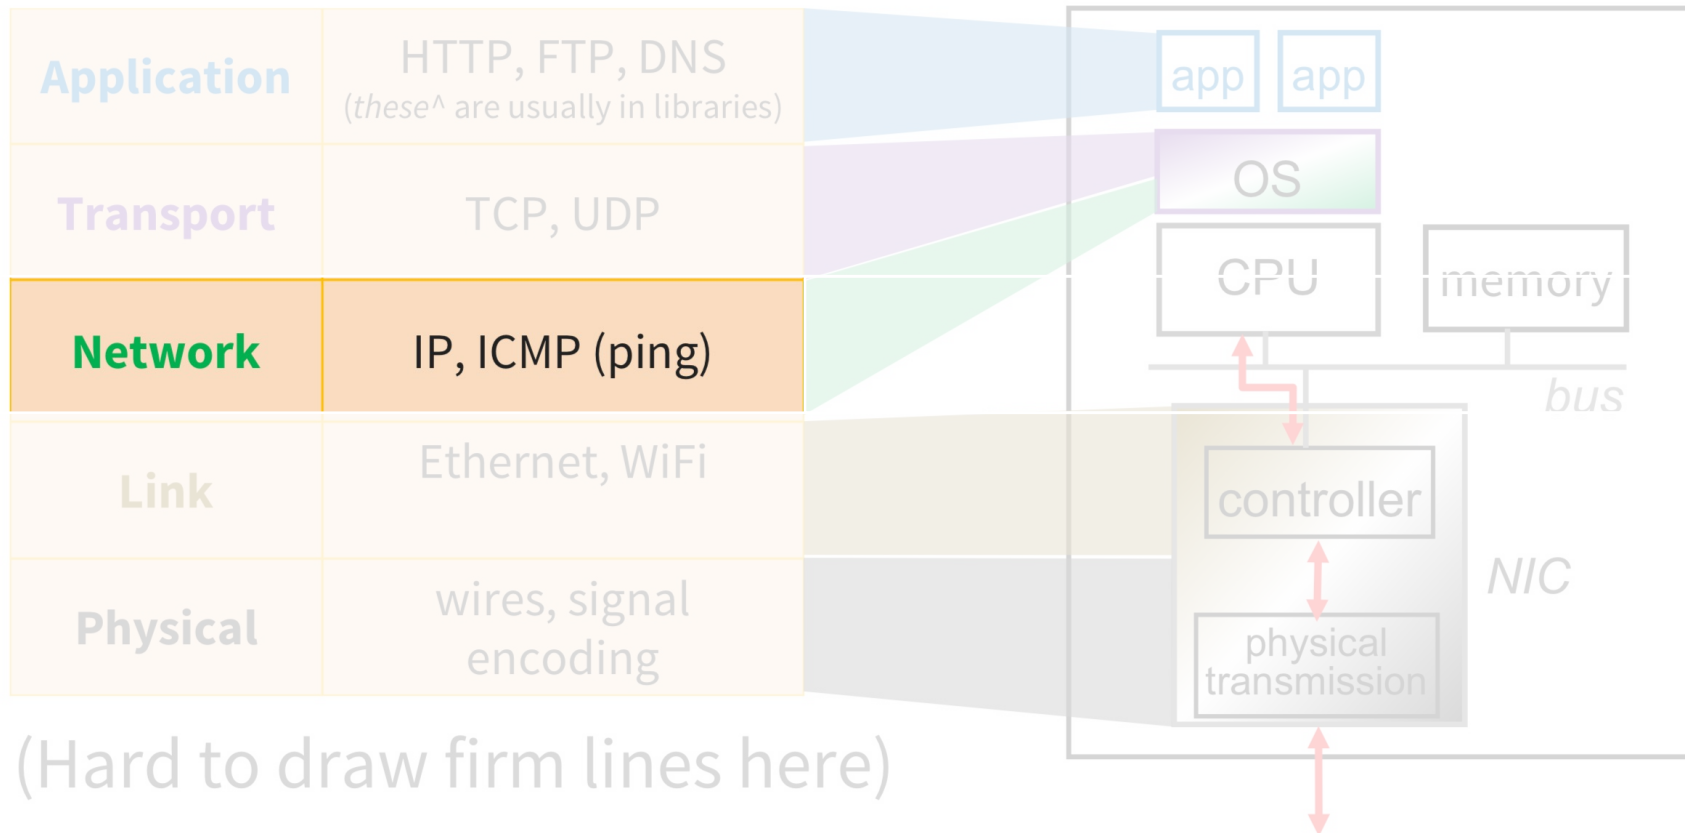 Application
HTTP, FTP, DNS
(these^ are usually in libraries)
Transport
TCP, UDP
Network
IP, ICMP (ping)
Link
Ethernet, WiFi
Physical
wires, signal
encoding
(Hard to draw firm lines here)
app
app
OS
CPU
memory
bus
controller
NIC
physical
transmission